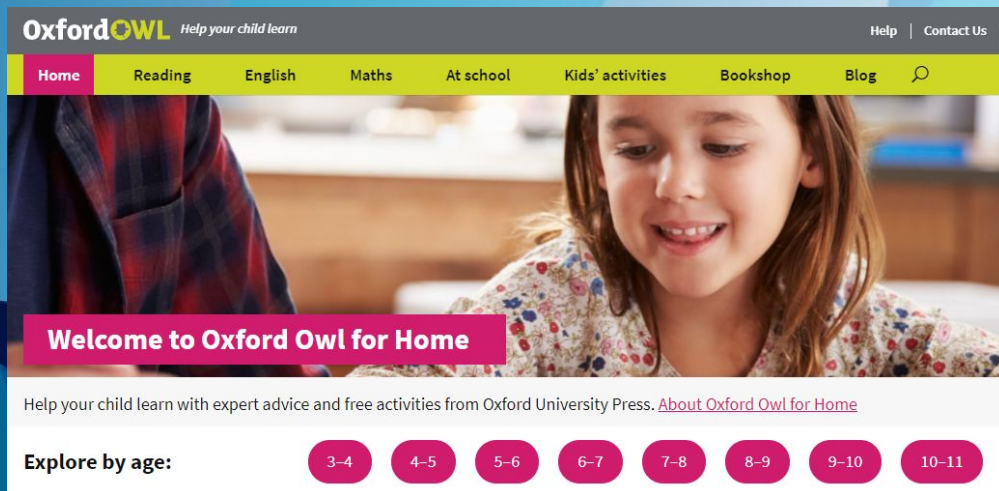 OxfordOWL Help your child learn Help | Contact Us
Home Reading English Maths At school Kids' activities Bookshop Blog
Welcome to Oxford Owl for Home
Help your child learn with expert advice and free activities from Oxford University Press. About Oxford Owl for Home
Explore by age: 3–4 4–5 5–6 6–7 7–8 8–9 9–10 10–11